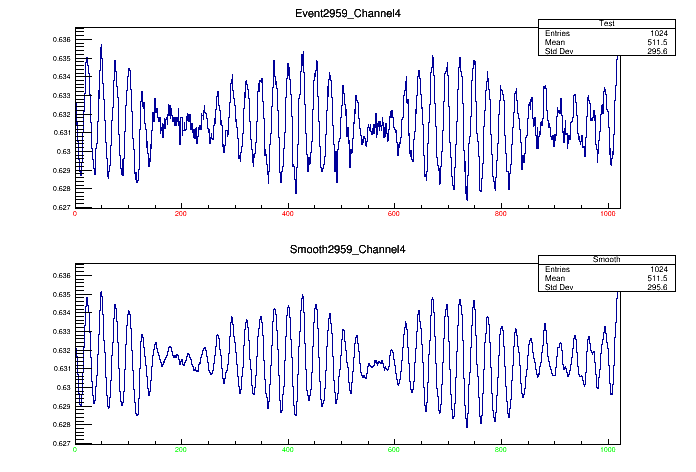 Event2959_Channel4
Test
Entries 1024
Mean 511.5
Std Dev 295.6
0.636
0.635
0.634
0.633
0.632
0.631
0.63
0.629
0.628
0.627
0 200 400 600 800 1000
Smooth2959_Channel4
Smooth
Entries 1024
Mean 511.5
Std Dev 295.6
0.636
0.635
0.634
0.633
0.632
0.631
0.63
0.629
0.628
0.627
0 200 400 600 800 1000